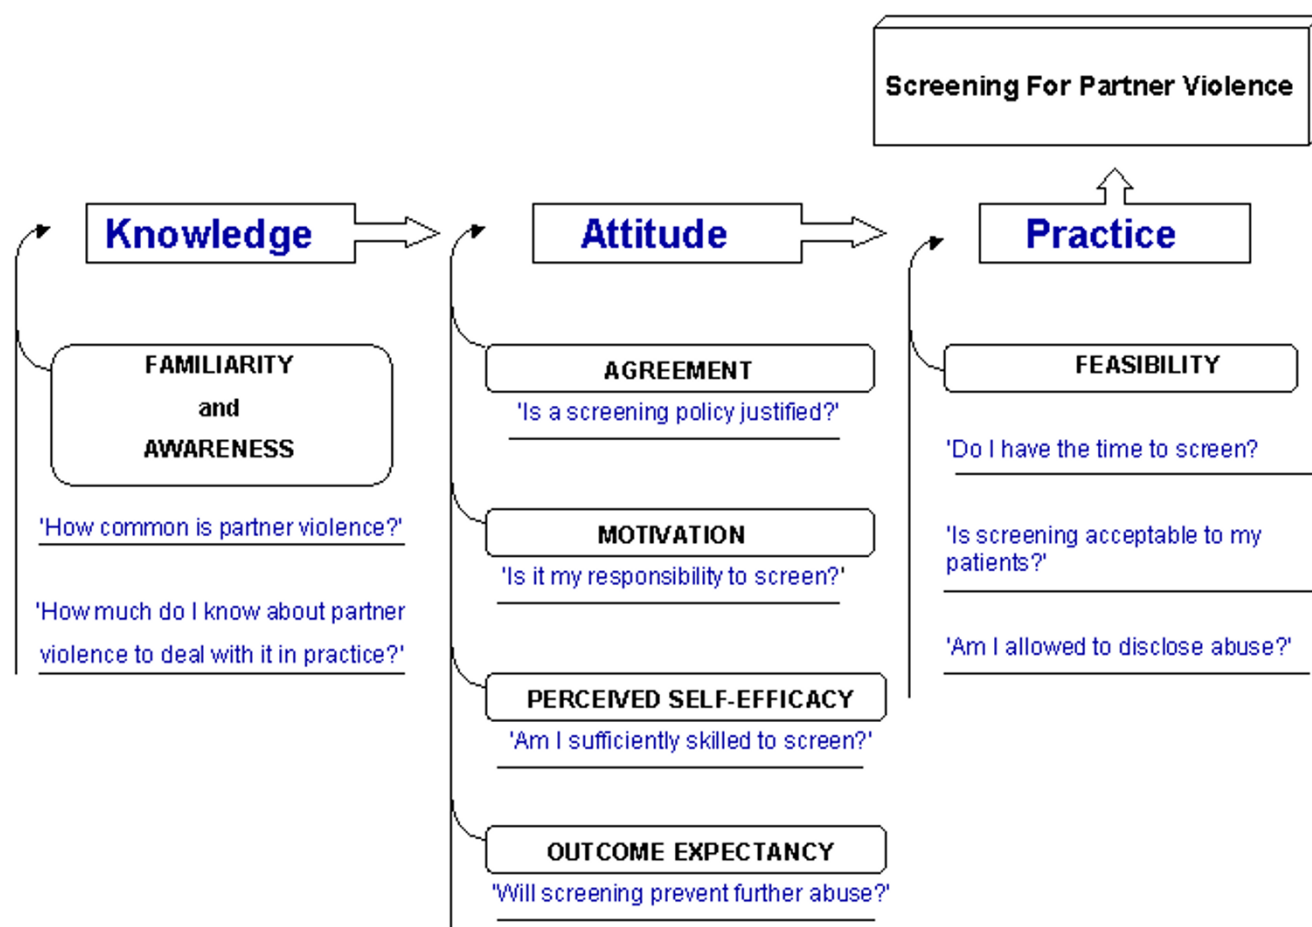 Screening For Partner Violence
Knowledge
Attitude
Practice
FAMILIARITY
and
AWARENESS
'How common is partner violence?'
'How much do I know about partner
violence to deal with it in practice?'
AGREEMENT
'Is a screening policy justified?'
MOTIVATION
'Is it my responsibility to screen?'
PERCEIVED SELF-EFFICACY
'Am I sufficiently skilled to screen?'
OUTCOME EXPECTANCY
'Will screening prevent further abuse?'
FEASIBILITY
'Do I have the time to screen?
'Is screening acceptable to my
patients?'
'Am I allowed to disclose abuse?'